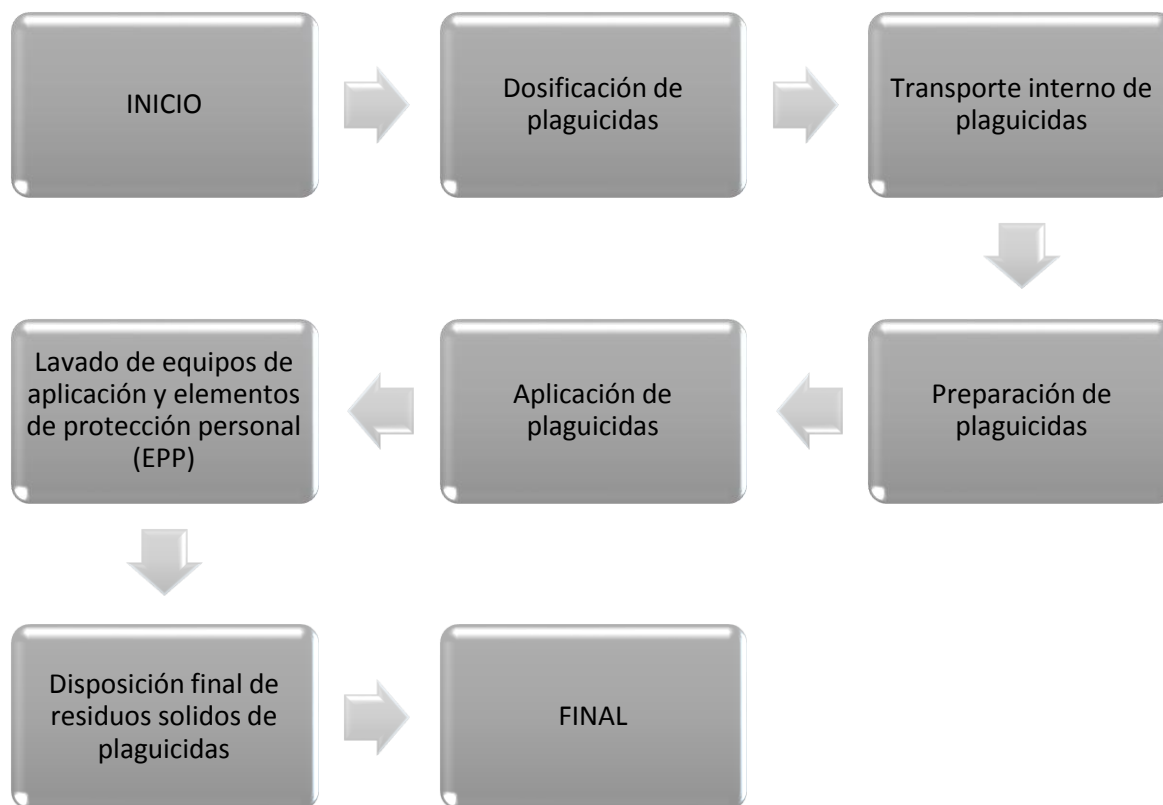 INICIO
Dosificación de
plaguicidas
Transporte interno de
plaguicidas
Preparación de
plaguicidas
Aplicación de
plaguicidas
Lavado de equipos de
aplicación y elementos
de protección personal
(EPP)
Disposición final de
residuos solidos de
plaguicidas
FINAL